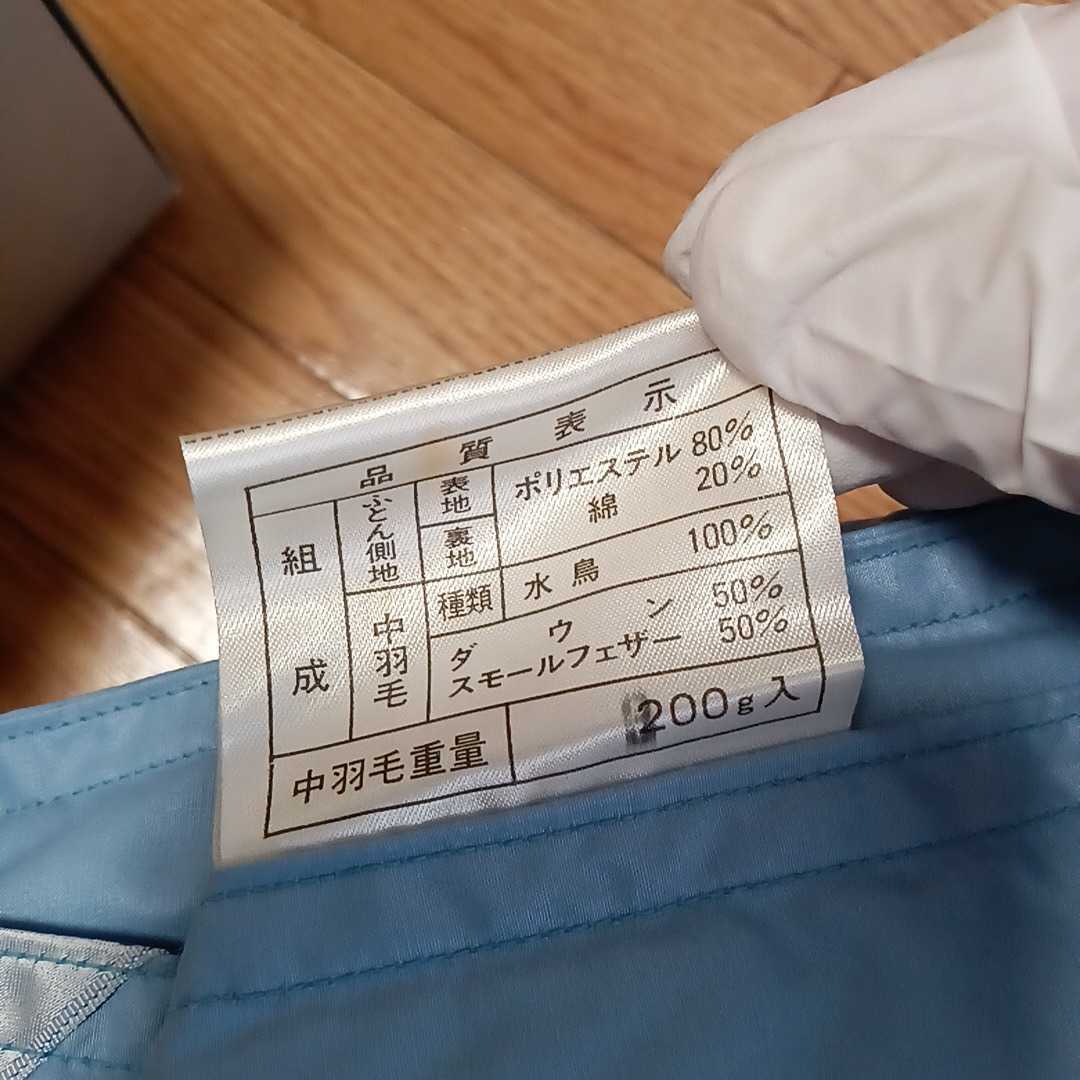 品質表示
組成
ふとん側地
表地
裏地
ポリエステル 80%
綿 20%
中羽毛
種類
水鳥 100%
ダウン 50%
スモールフェザー 50%
中羽毛重量
200g入